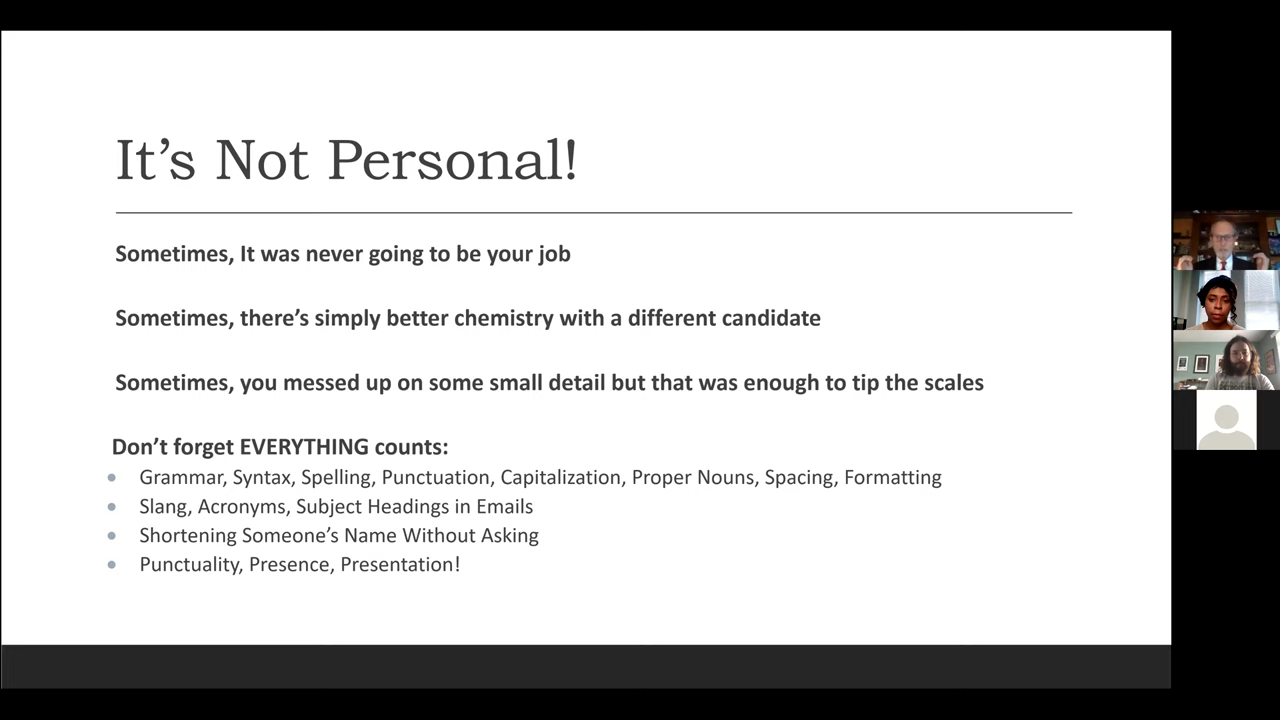 It’s Not Personal!
Sometimes, It was never going to be your job
Sometimes, there’s simply better chemistry with a different candidate
Sometimes, you messed up on some small detail but that was enough to tip the scales
Don’t forget EVERYTHING counts:
• Grammar, Syntax, Spelling, Punctuation, Capitalization, Proper Nouns, Spacing, Formatting
• Slang, Acronyms, Subject Headings in Emails
• Shortening Someone’s Name Without Asking
• Punctuality, Presence, Presentation!